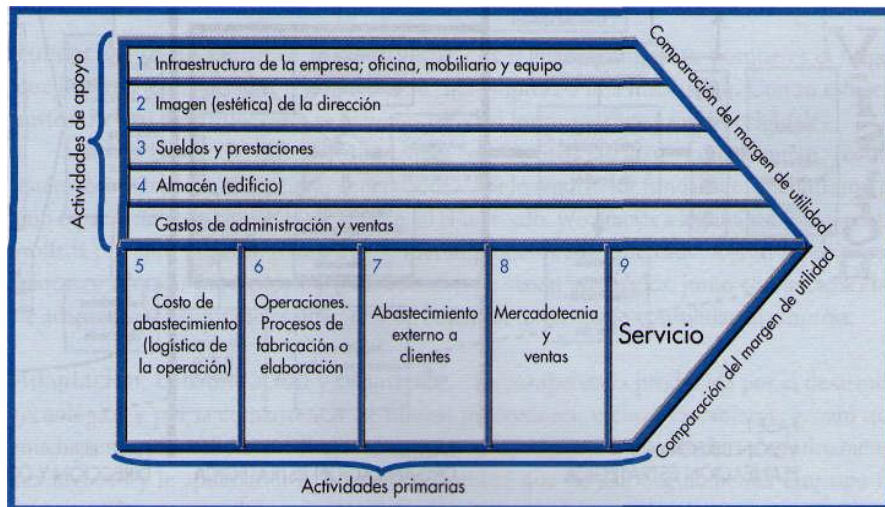 Actividades de apoyo
1 Infraestructura de la empresa; oficina, mobiliario y equipo
2 Imagen (estética) de la dirección
3 Sueldos y prestaciones
4 Almacén (edificio)
Gastos de administración y ventas
Comparación del margen de utilidad
5
Costo de
abastecimiento
(logística de
la operación)
6
Operaciones.
Procesos de
fabricación o
elaboración
7
Abastecimiento
externo a
clientes
8
Mercadotecnia
y
ventas
9
Servicio
Comparación del margen de utilidad
Actividades primarias